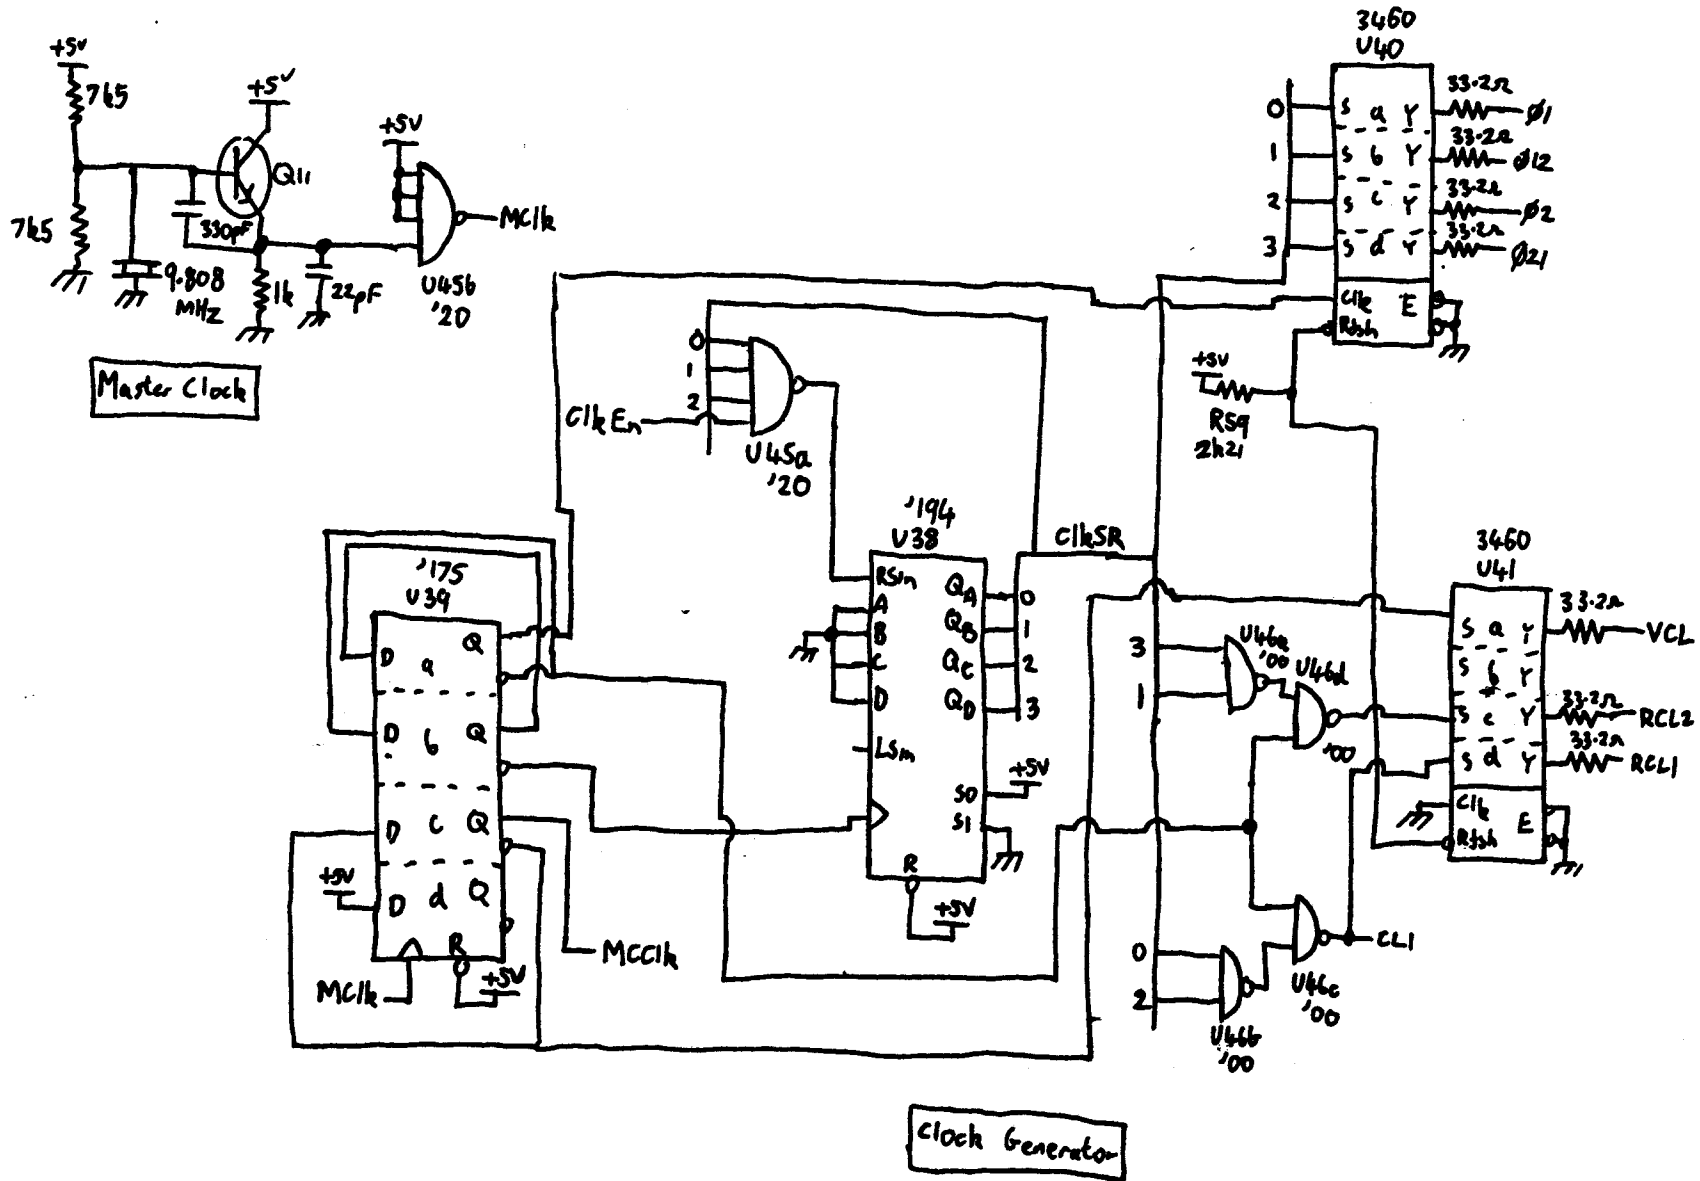 +5v
7k5
+5v
Q11
7k5
330pF
9.808
MHz
1k
22pF
+5v
MClk
U45b
'20
Master Clock
3460
U40
0
1
2
3
S a Y
S b Y
S c Y
S d Y
Clk E
Rfsh
33.2Ω
Ø1
33.2Ω
Ø12
33.2Ω
Ø2
33.2Ω
Ø21
+5v
R59
2k21
0
1
2
ClkEn
U45a
'20
'194
U38
RSin
A
B
C
D
LSin
QA
QB
QC
QD
S0
S1
R
+5V
+5V
0
1
2
3
ClkSR
'175
U39
D a Q
D b Q
D c Q
D d Q
R
+5V
MClk
+5V
MCClk
3
1
U46a
'00
U46d
'00
0
2
U46b
'00
U46c
'00
CL1
3460
U41
S a Y
S b Y
S c Y
S d Y
Clk E
Rfsh
33.2Ω
VCL
33.2Ω
RCL2
33.2Ω
RCL1
Clock Generator